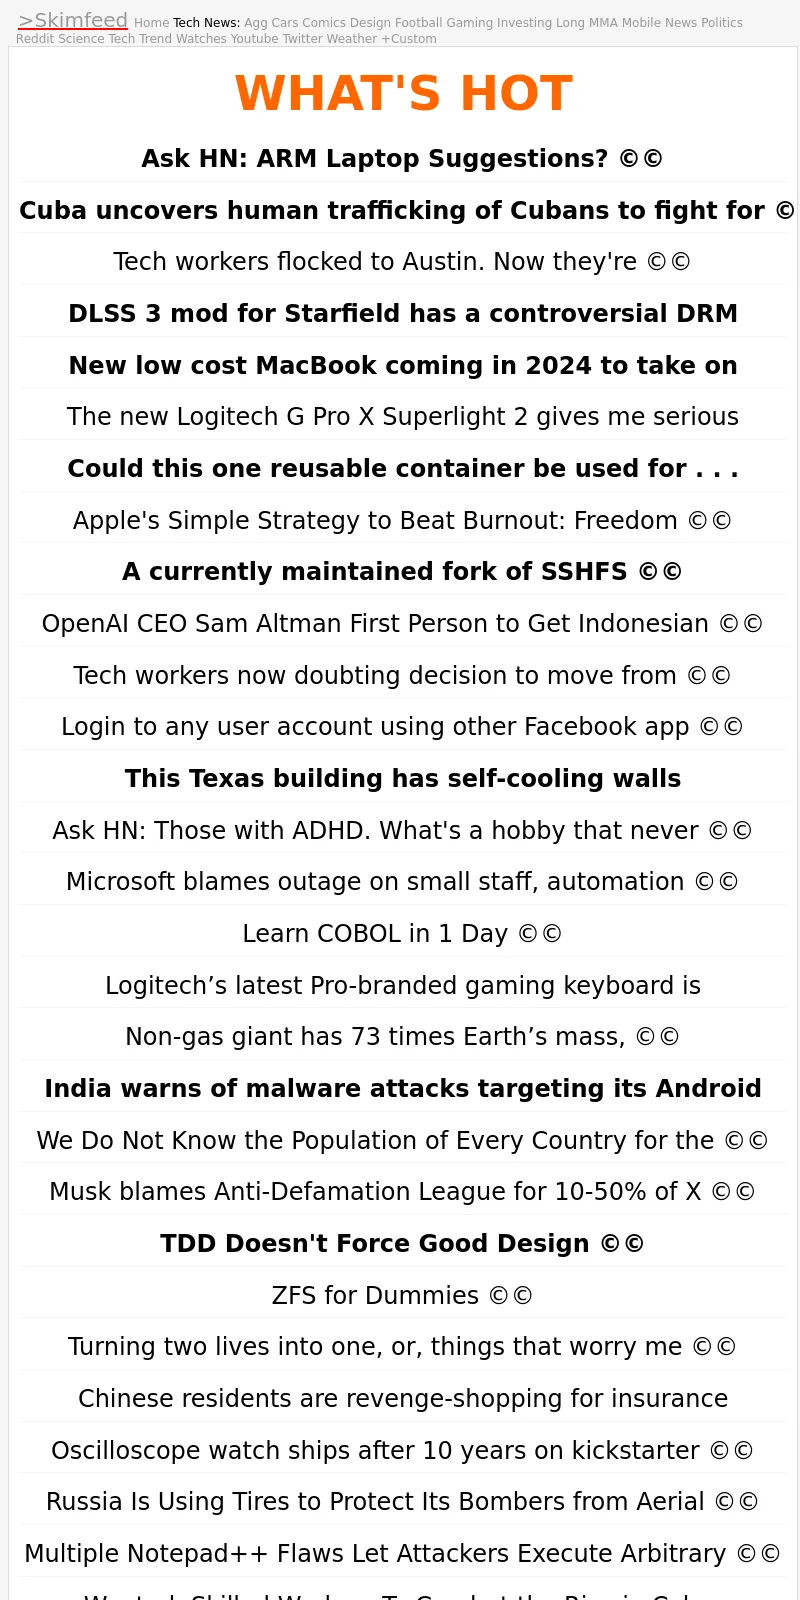 >Skimfeed Home Tech News: Agg Cars Comics Design Football Gaming Investing Long MMA Mobile News Politics
Reddit Science Tech Trend Watches Youtube Twitter Weather +Custom
WHAT'S HOT
Ask HN: ARM Laptop Suggestions? ©©
Cuba uncovers human trafficking of Cubans to fight for ©
Tech workers flocked to Austin. Now they're ©©
DLSS 3 mod for Starfield has a controversial DRM
New low cost MacBook coming in 2024 to take on
The new Logitech G Pro X Superlight 2 gives me serious
Could this one reusable container be used for . . .
Apple's Simple Strategy to Beat Burnout: Freedom ©©
A currently maintained fork of SSHFS ©©
OpenAI CEO Sam Altman First Person to Get Indonesian ©©
Tech workers now doubting decision to move from ©©
Login to any user account using other Facebook app ©©
This Texas building has self-cooling walls
Ask HN: Those with ADHD. What's a hobby that never ©©
Microsoft blames outage on small staff, automation ©©
Learn COBOL in 1 Day ©©
Logitech’s latest Pro-branded gaming keyboard is
Non-gas giant has 73 times Earth’s mass, ©©
India warns of malware attacks targeting its Android
We Do Not Know the Population of Every Country for the ©©
Musk blames Anti-Defamation League for 10-50% of X ©©
TDD Doesn't Force Good Design ©©
ZFS for Dummies ©©
Turning two lives into one, or, things that worry me ©©
Chinese residents are revenge-shopping for insurance
Oscilloscope watch ships after 10 years on kickstarter ©©
Russia Is Using Tires to Protect Its Bombers from Aerial ©©
Multiple Notepad++ Flaws Let Attackers Execute Arbitrary ©©